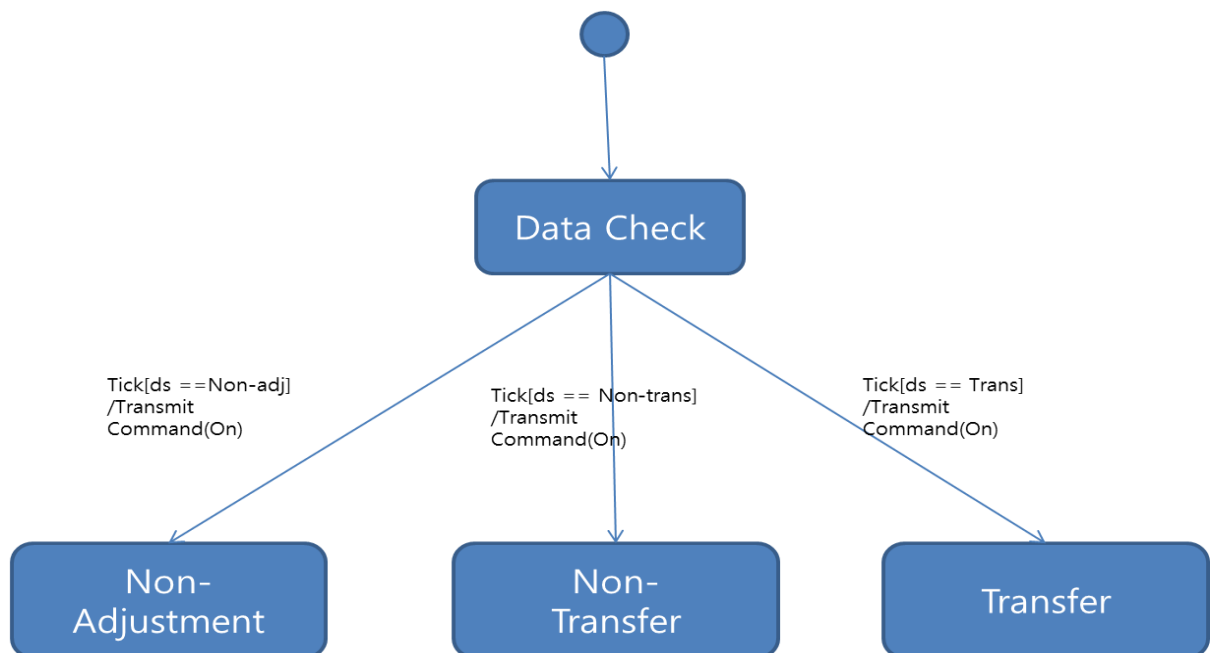 Data Check
Tick[ds ==Non-adj]
/Transmit
Command(On)
Tick[ds == Non-trans]
/Transmit
Command(On)
Tick[ds == Trans]
/Transmit
Command(On)
Non-
Adjustment
Non-
Transfer
Transfer